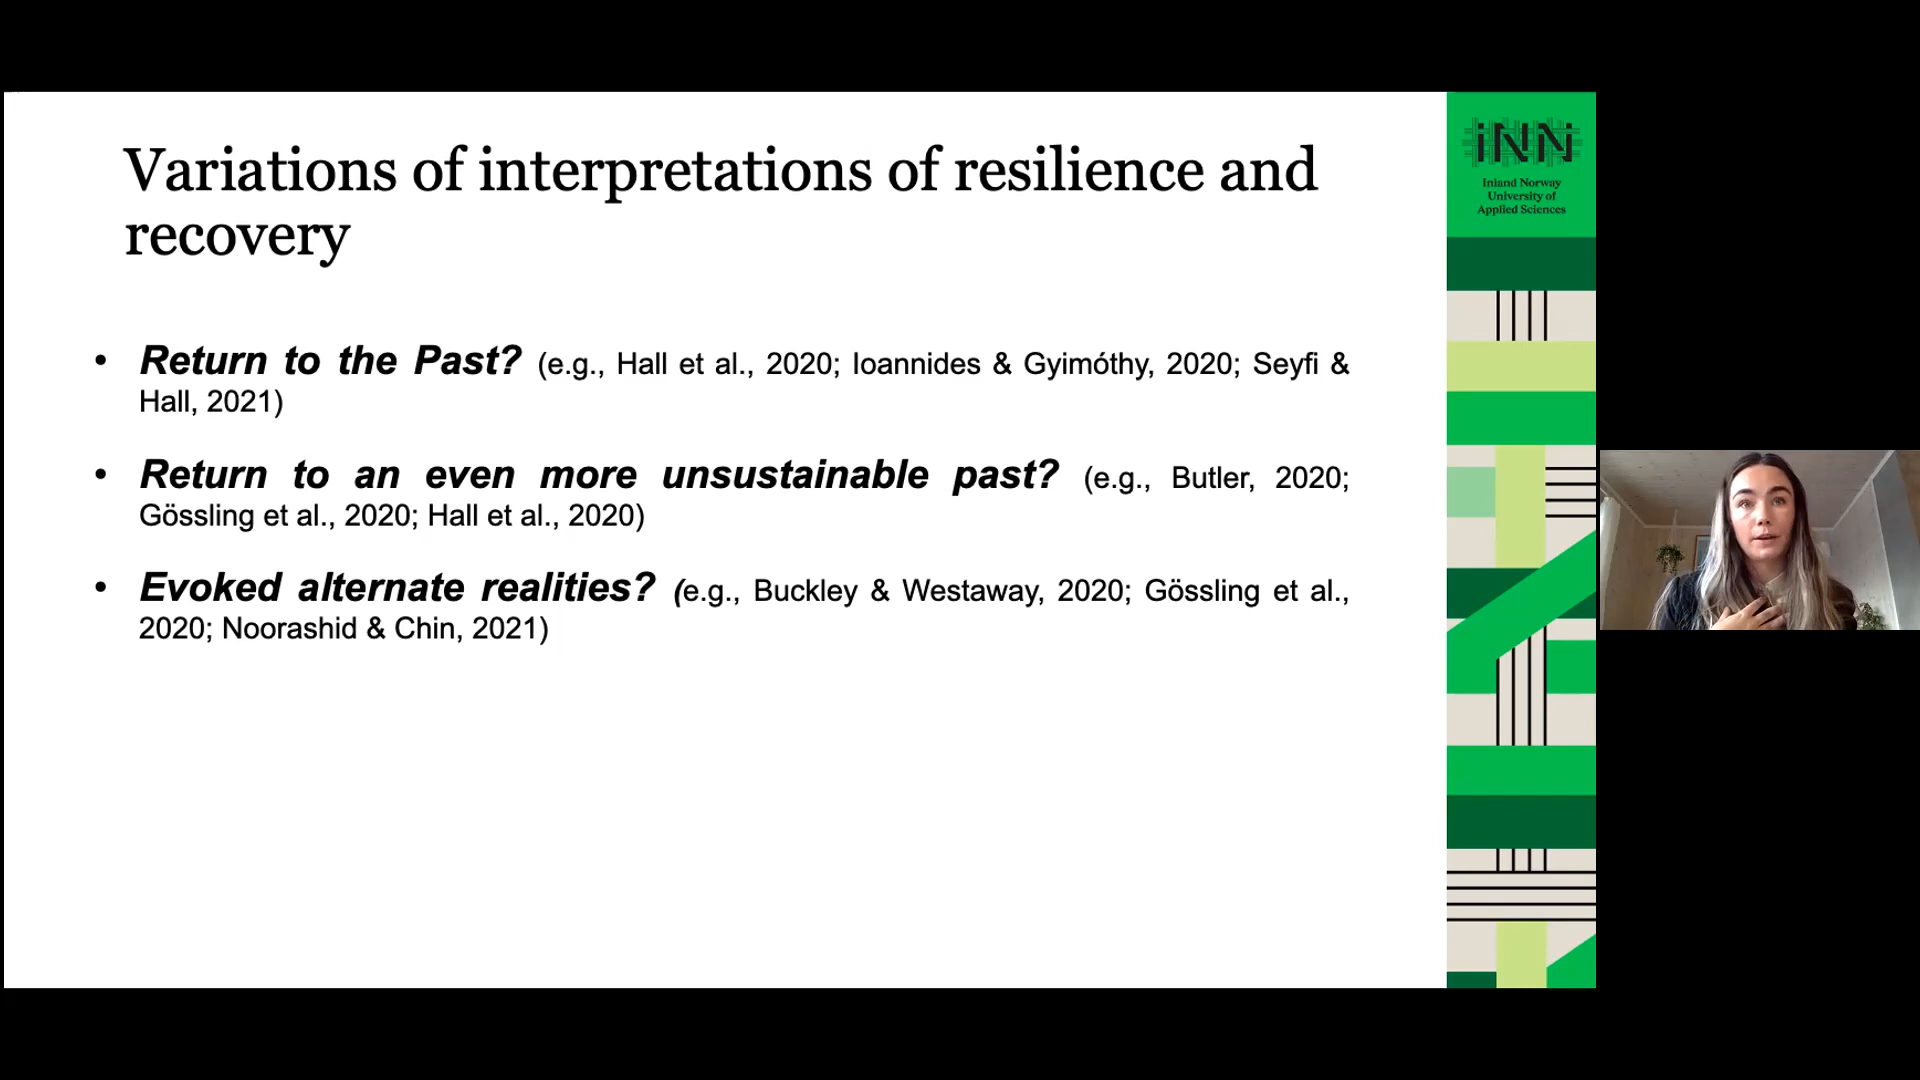 Variations of interpretations of resilience and
recovery
• Return to the Past? (e.g., Hall et al., 2020; Ioannides & Gyimóthy, 2020; Seyfi &
Hall, 2021)
• Return to an even more unsustainable past? (e.g., Butler, 2020;
Gössling et al., 2020; Hall et al., 2020)
• Evoked alternate realities? (e.g., Buckley & Westaway, 2020; Gössling et al.,
2020; Noorashid & Chin, 2021)
iNN
Inland Norway
University of
Applied Sciences